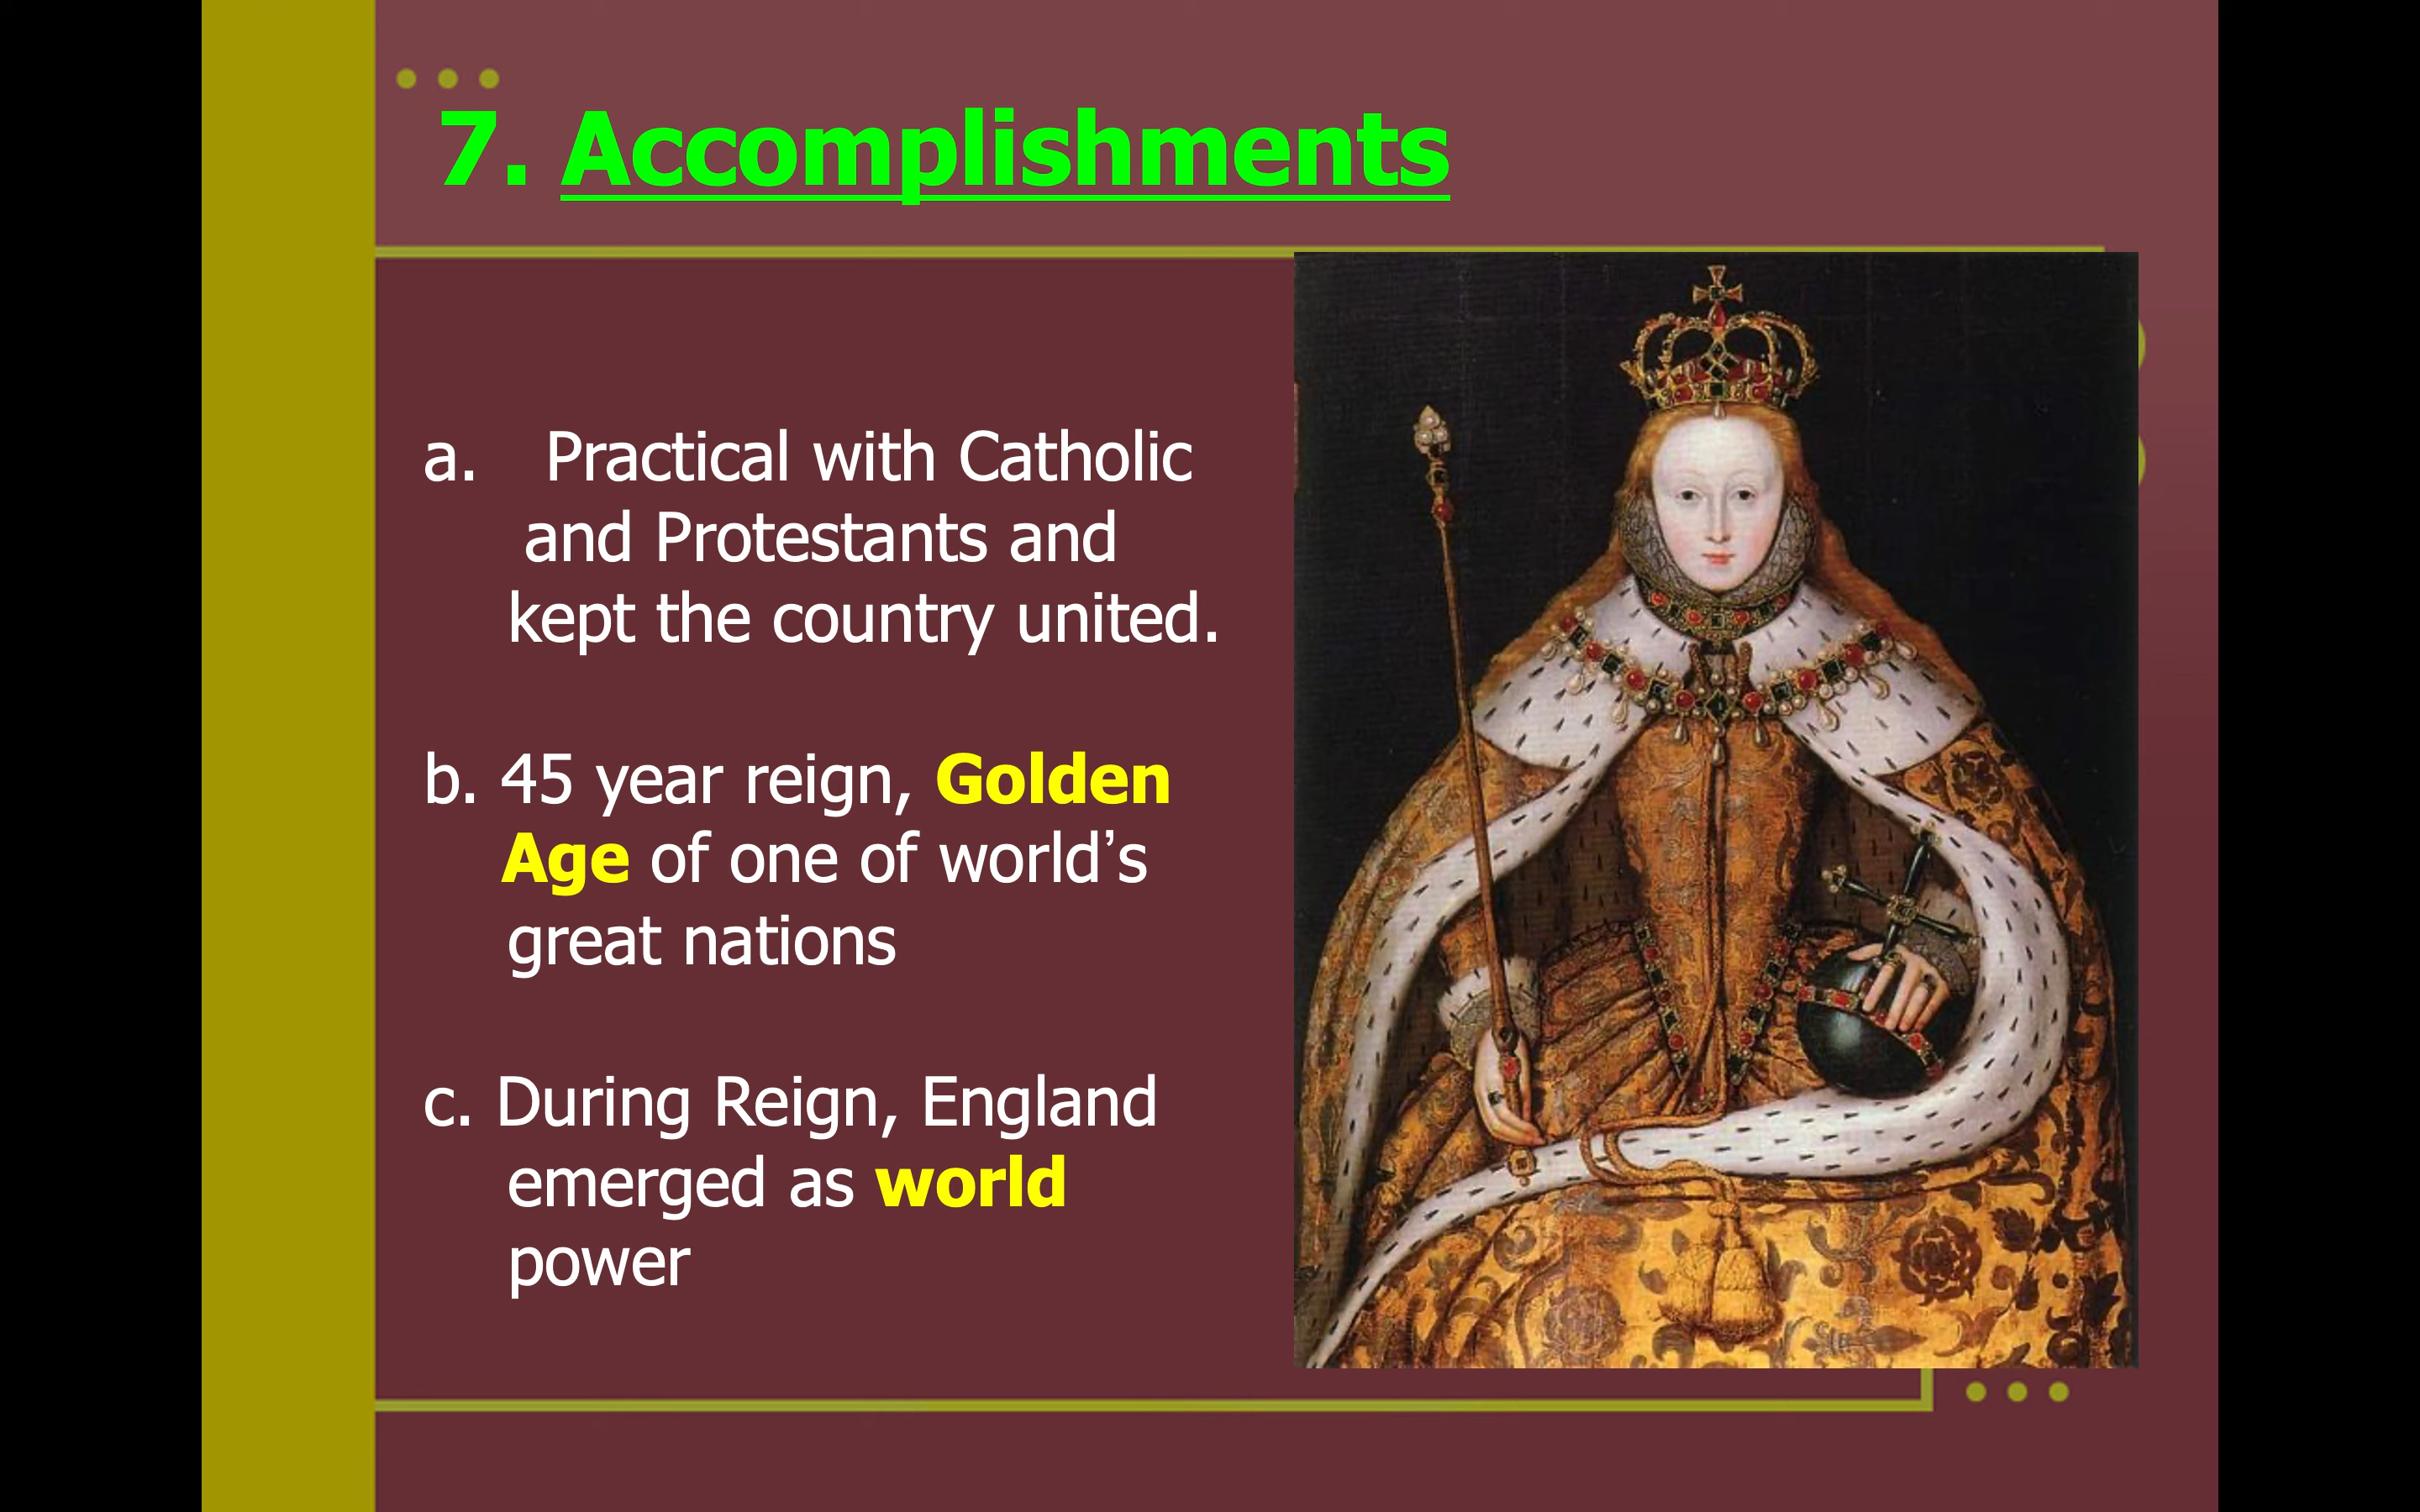 7. Accomplishments
a. Practical with Catholic
and Protestants and
kept the country united.
b. 45 year reign, Golden
Age of one of world’s
great nations
c. During Reign, England
emerged as world
power